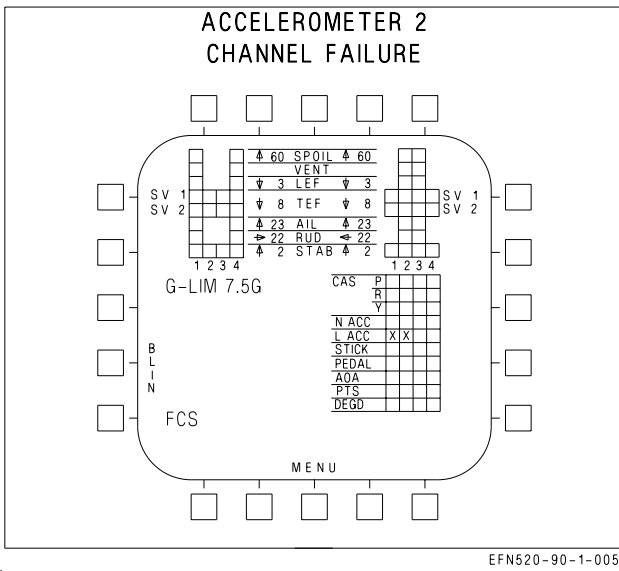 ACCELEROMETER 2
CHANNEL FAILURE
60 SPOIL 60
VENT
3 LEF 3
SV 1 8 TEF 8 SV 1
SV 2 SV 2
23 AIL 23
22 RUD 22
2 STAB 2
1 2 3 4 1 2 3 4
G-LIM 7.5G
CAS P
R
Y
N ACC
L ACC X X
STICK
PEDAL
AOA
PTS
DEGD
BLIN
FCS
MENU
EFN520-90-1-005